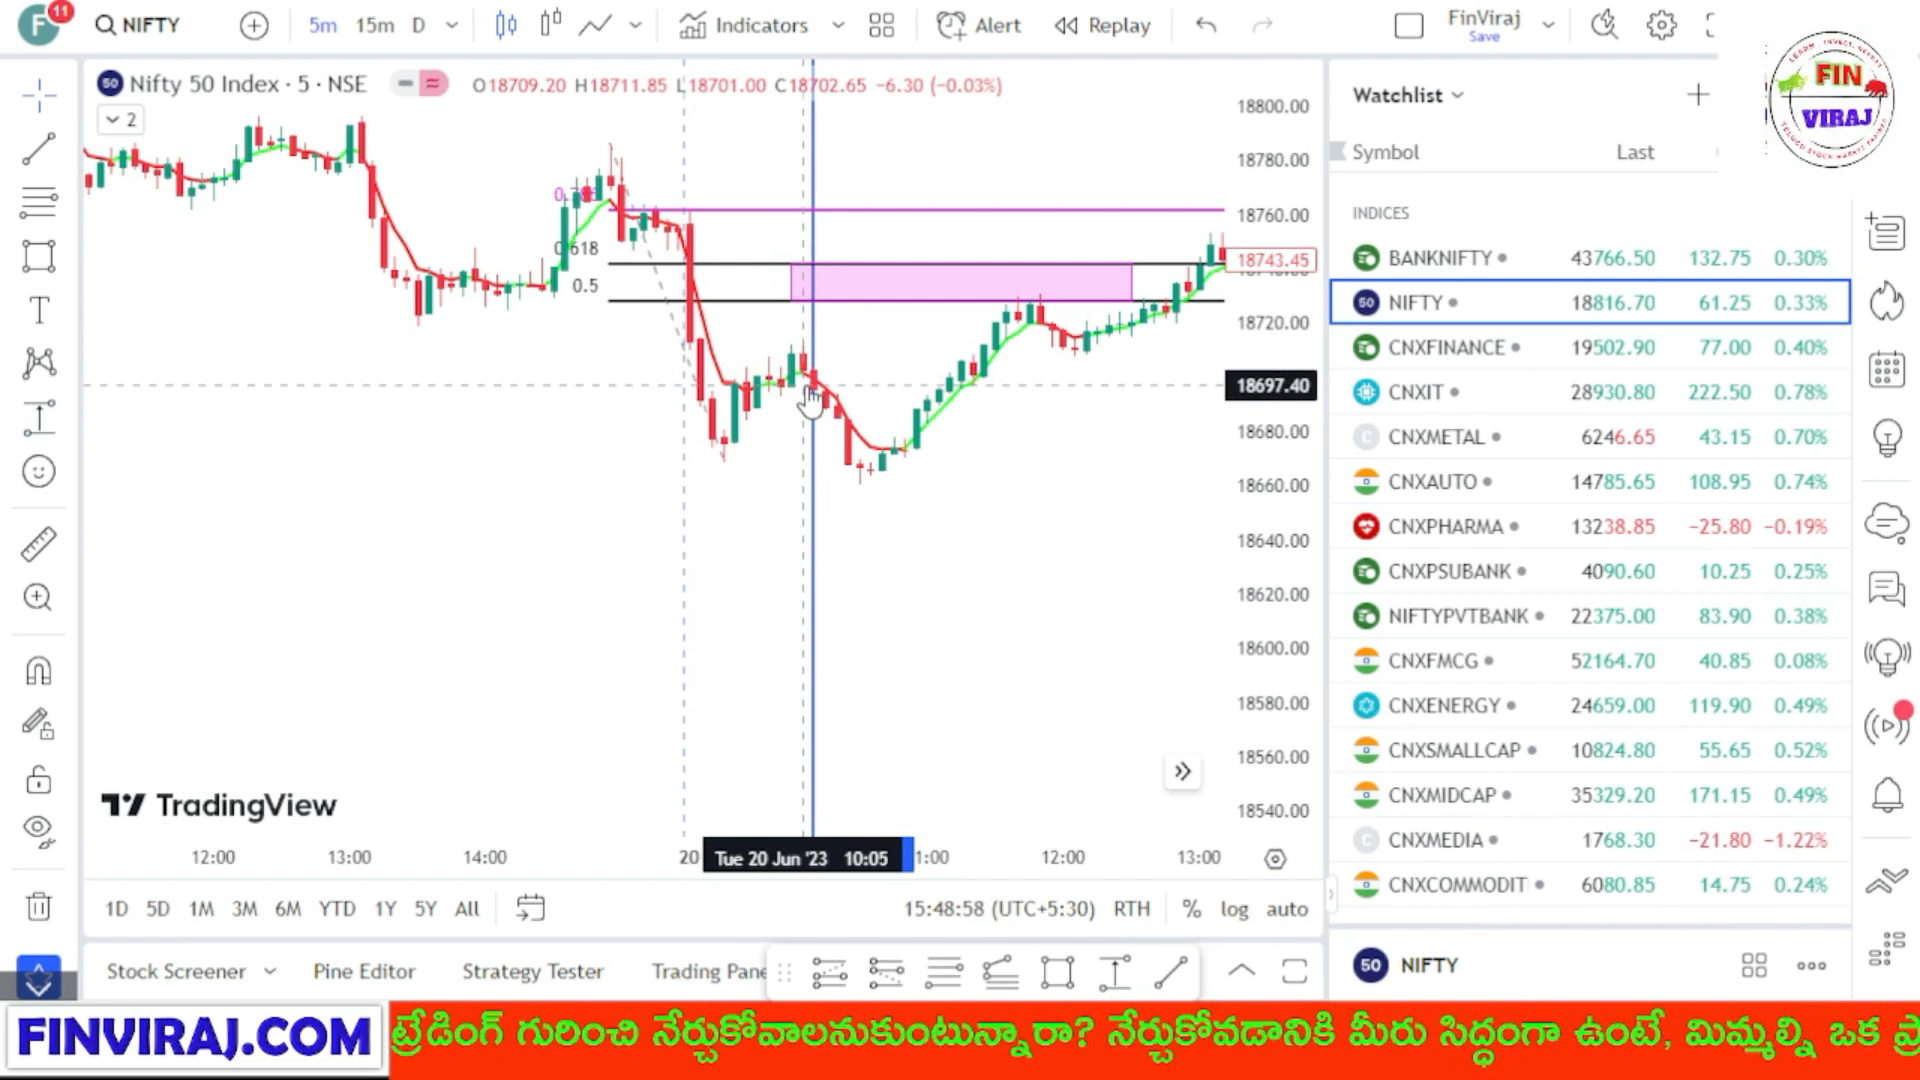 F 11 NIFTY 5m 15m D Indicators Alert Replay FinViraj
Save
Nifty 50 Index · 5 · NSE O18709.20 H18711.85 L18701.00 C18702.65 −6.30 (−0.03%)
2
0.618
0.5
18800.00
18780.00
18760.00
18743.45
18720.00
18697.40
18680.00
18660.00
18640.00
18620.00
18600.00
18580.00
18560.00
18540.00
TradingView
12:00 13:00 14:00 20 Tue 20 Jun '23 10:05 1:00 12:00 13:00
1D 5D 1M 3M 6M YTD 1Y 5Y All 15:48:58 (UTC+5:30) RTH % log auto
Stock Screener Pine Editor Strategy Tester Trading Pane
Watchlist
Symbol Last
INDICES
BANKNIFTY 43766.50 132.75 0.30%
50 NIFTY 18816.70 61.25 0.33%
CNXFINANCE 19502.90 77.00 0.40%
CNXIT 28930.80 222.50 0.78%
C CNXMETAL 6246.65 43.15 0.70%
CNXAUTO 14785.65 108.95 0.74%
CNXPHARMA 13238.85 −25.80 −0.19%
CNXPSUBANK 4090.60 10.25 0.25%
NIFTYPVTBANK 22375.00 83.90 0.38%
CNXFMCG 52164.70 40.85 0.08%
CNXENERGY 24659.00 119.90 0.49%
CNXSMALLCAP 10824.80 55.65 0.52%
CNXMIDCAP 35329.20 171.15 0.49%
C CNXMEDIA 1768.30 −21.80 −1.22%
CNXCOMMODIT 6080.85 14.75 0.24%
50 NIFTY
FIN
VIRAJ
FINVIRAJ.COM
ట్రేడింగ్ గురించి నేర్చుకోవాలనుకుంటున్నారా? నేర్చుకోవడానికి మీరు సిద్ధంగా ఉంటే, మిమ్మల్ని ఒక